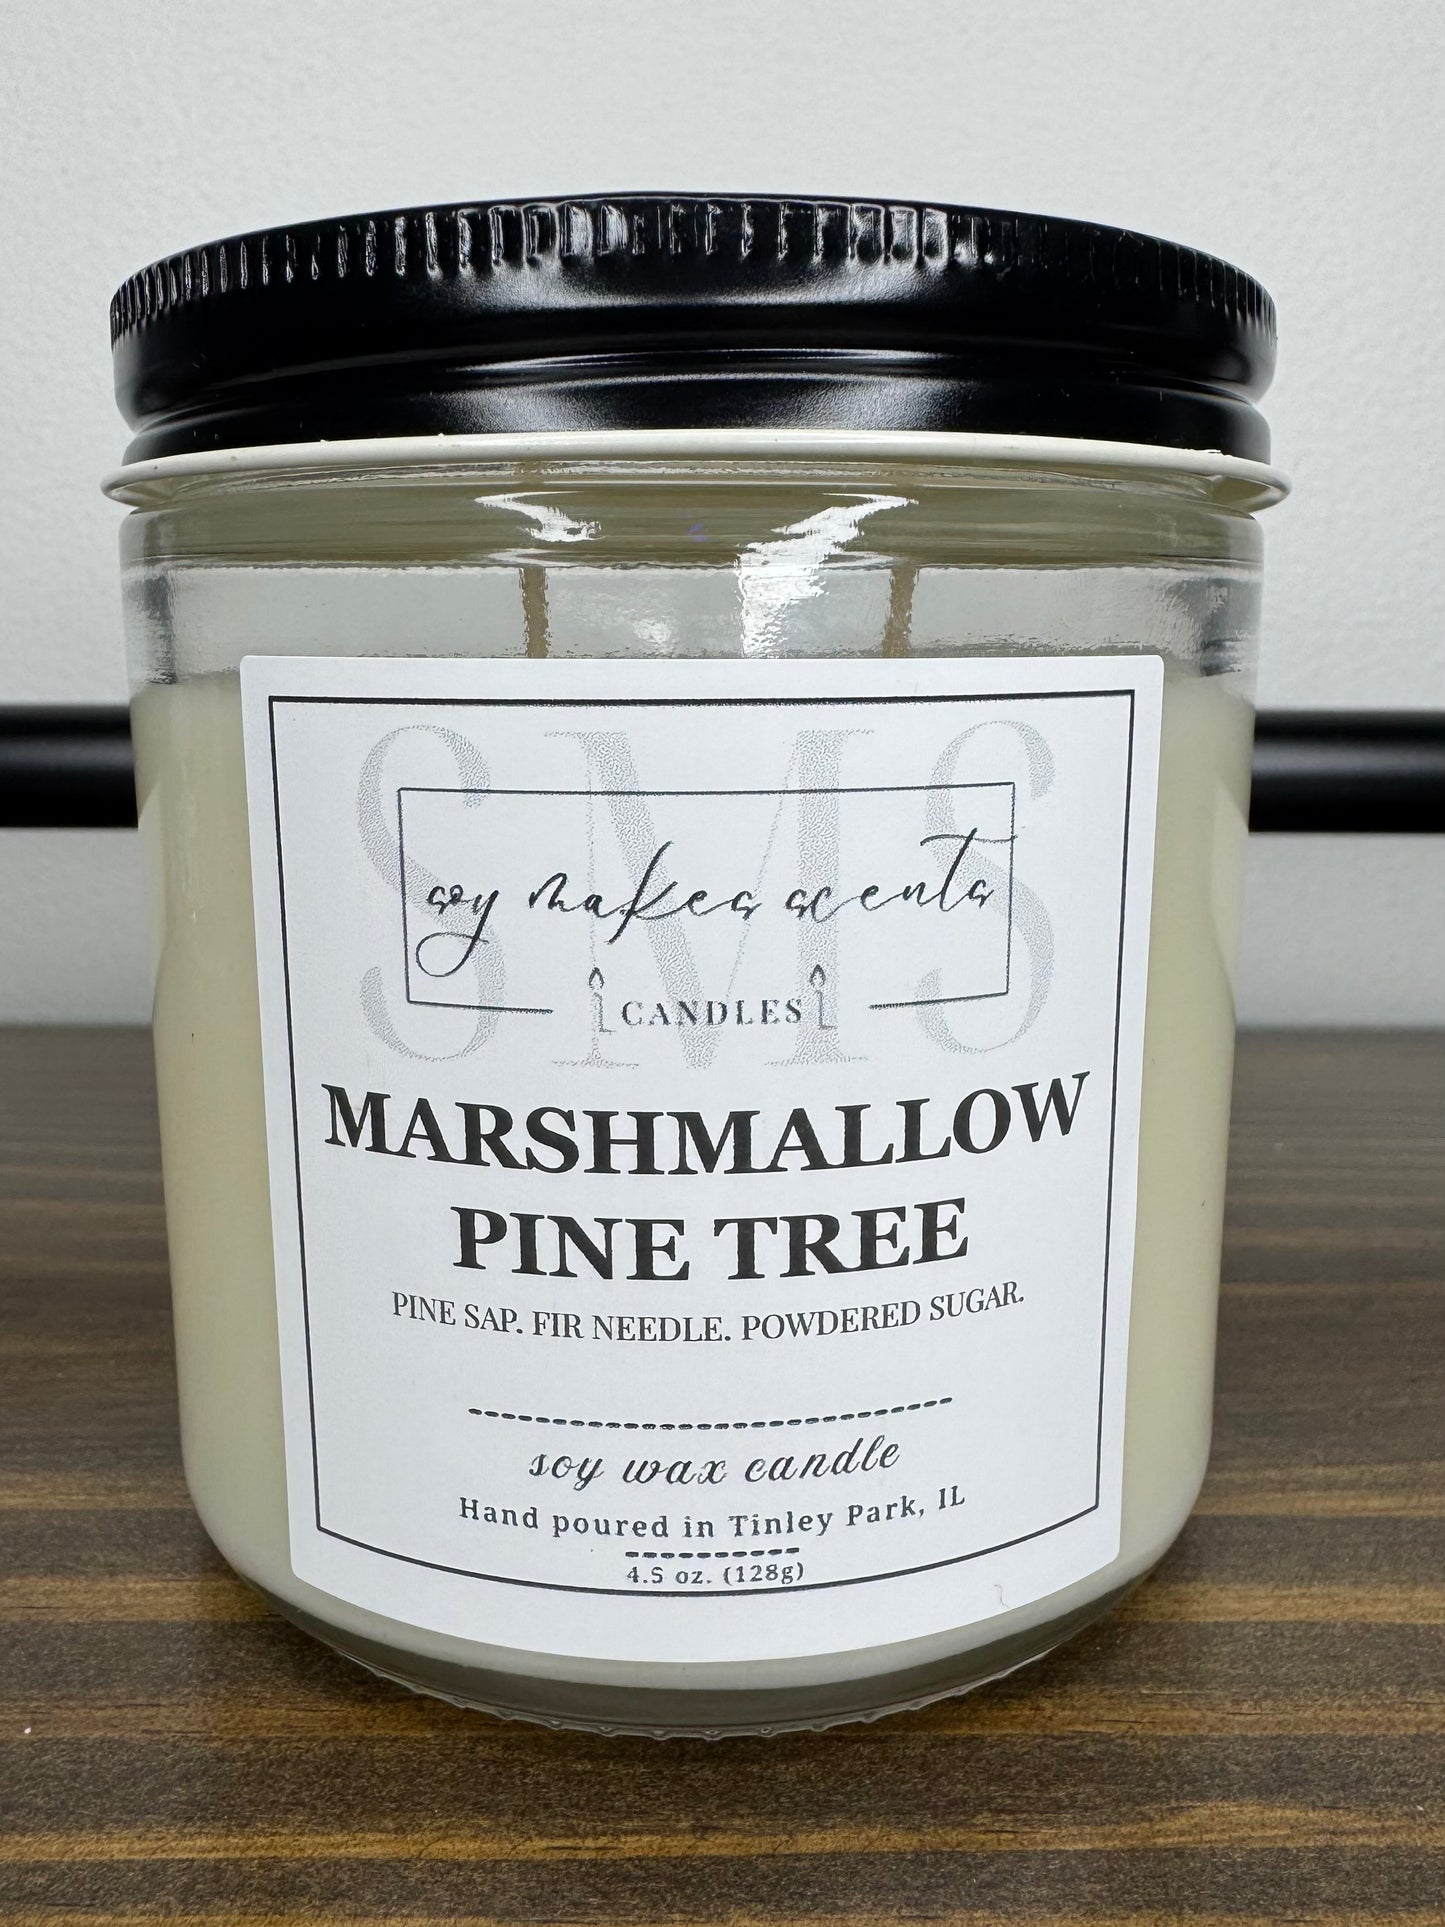 SMS
soy makes scents
CANDLES
MARSHMALLOW
PINE TREE
PINE SAP. FIR NEEDLE. POWDERED SUGAR.
soy wax candle
Hand poured in Tinley Park, IL
4.5 oz. (128g)